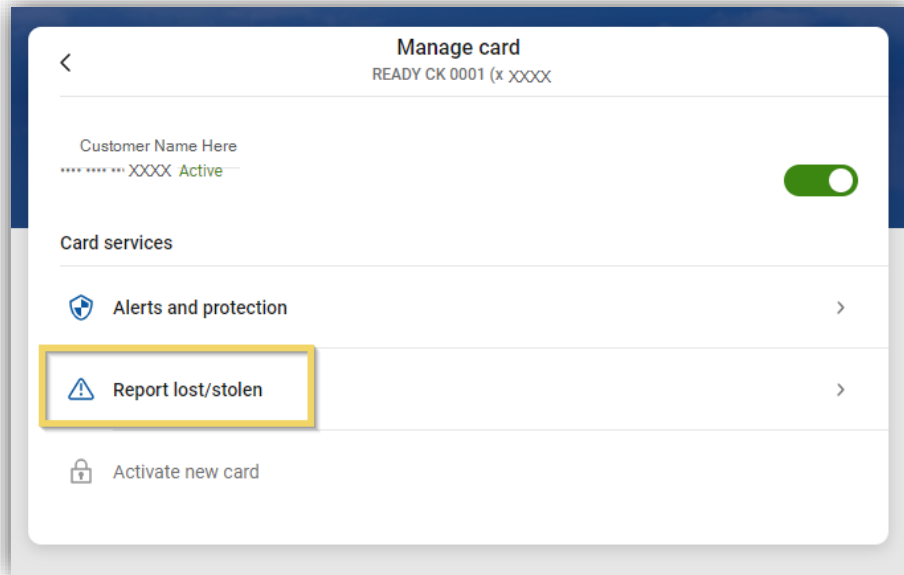 Manage card
READY CK 0001 (x XXXX
Customer Name Here
•••• •••• ••• XXXX Active
Card services
Alerts and protection
Report lost/stolen
Activate new card